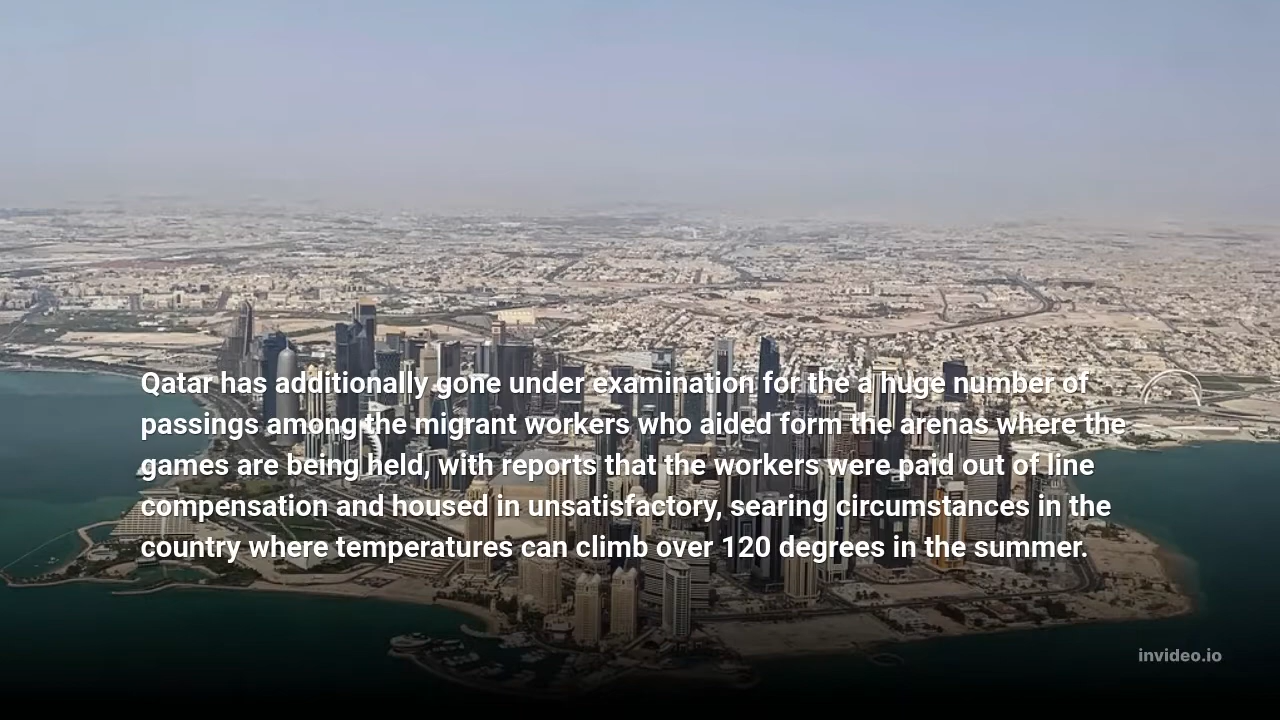 Qatar has additionally gone under examination for the a huge number of
passings among the migrant workers who aided form the arenas where the
games are being held, with reports that the workers were paid out of line
compensation and housed in unsatisfactory, searing circumstances in the
country where temperatures can climb over 120 degrees in the summer.
invideo.io